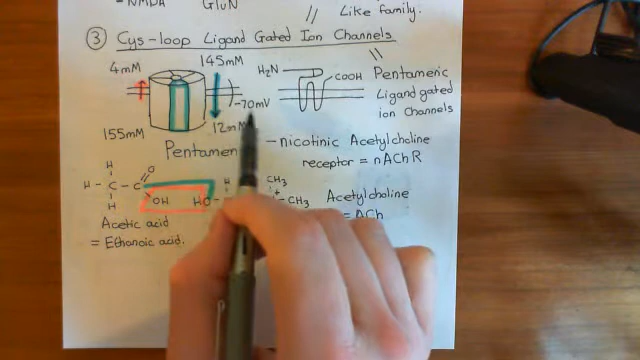 -NMDA GluN
Like family.
③ Cys-loop Ligand Gated Ion Channels
4mM 145mM
H₂N COOH Pentameric
Ligand gated
ion Channels
-70mV
155mM 12mM
Pentamer - nicotinic Acetylcholine
receptor = nAChR
H O H CH₃
H - C - C + CH₃ Acetylcholine
H OH HO = ACh
Acetic acid
= Ethanoic acid.